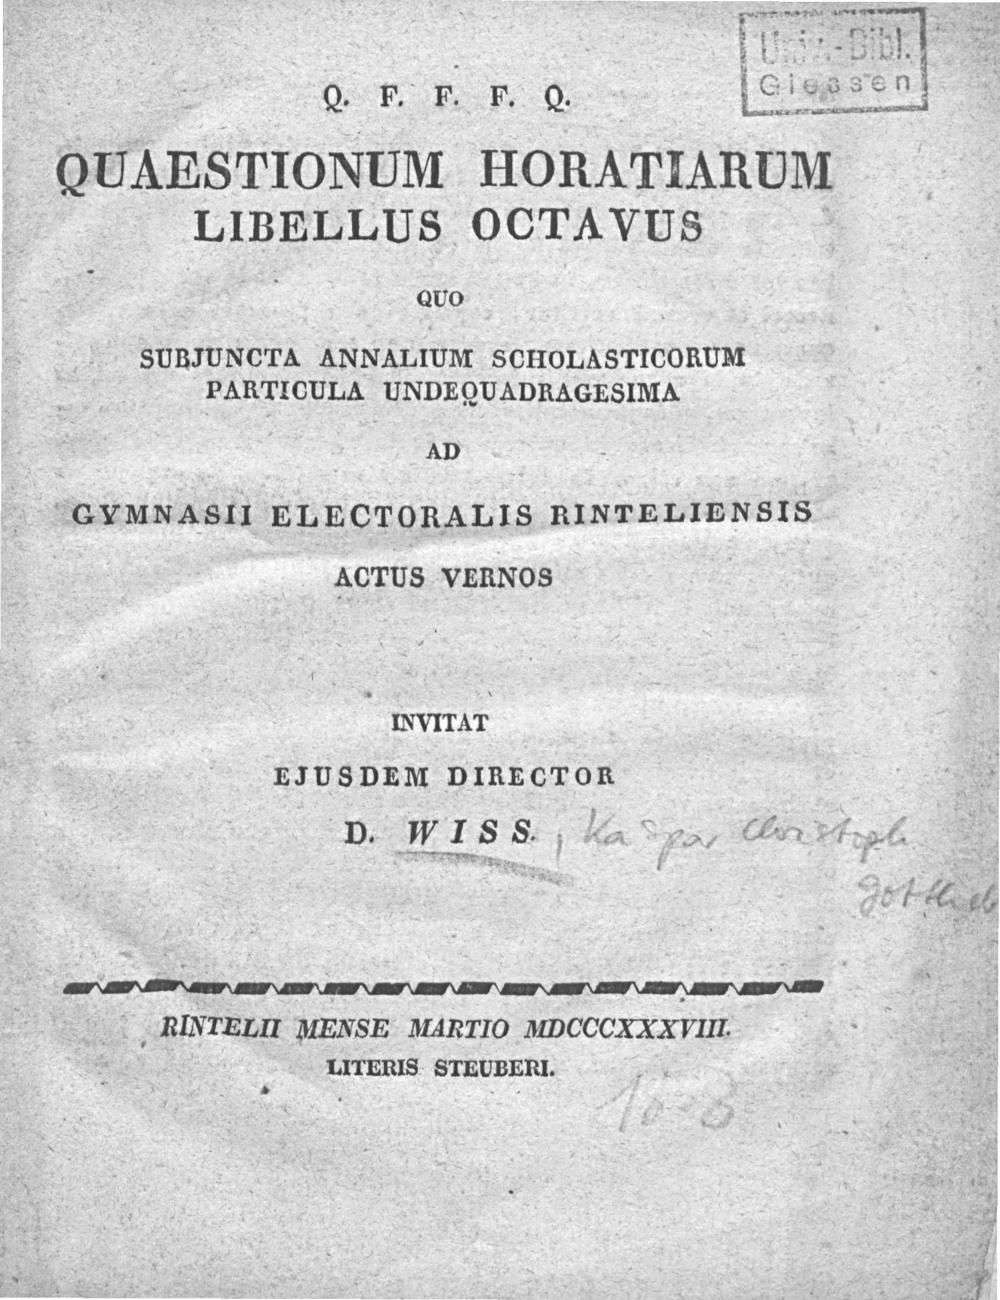 Univ.-Bibl.
Giessen
Q. F. F. F. Q.
QUAESTIONUM HORATIARUM
LIBELLUS OCTAVUS
QUO
SUBJUNCTA ANNALIUM SCHOLASTICORUM
PARTICULA UNDEQUADRAGESIMA
AD
GYMNASII ELECTORALIS RINTELIENSIS
ACTUS VERNOS
INVITAT
EJUSDEM DIRECTOR
D. WISS. , Kaspar Christoph
Gottlieb
RINTELII MENSE MARTIO MDCCCXXXVIII.
LITERIS STEUBERI.